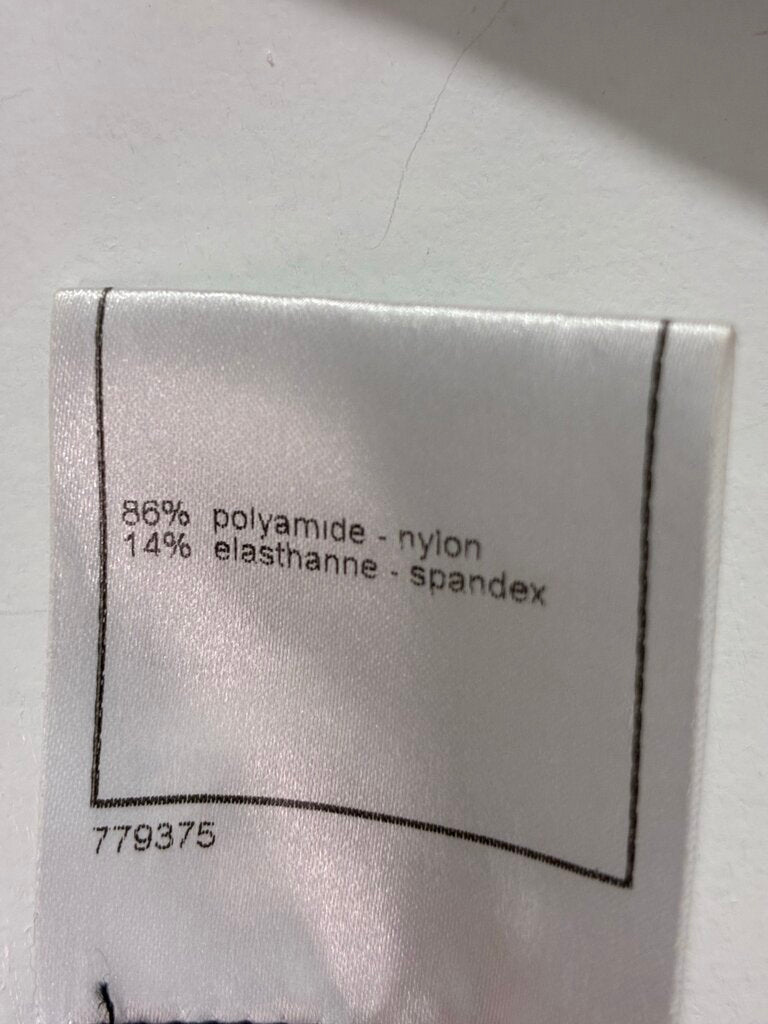 86% polyamide - nylon
14% elasthanne - spandex
779375